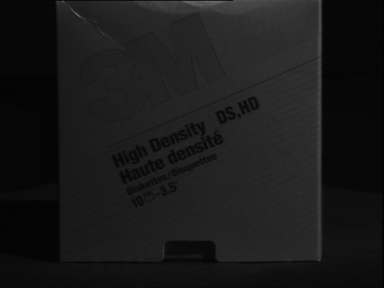 3M
High Density DS,HD
Haute densité
Diskettes/Disquettes
10 -3.5"